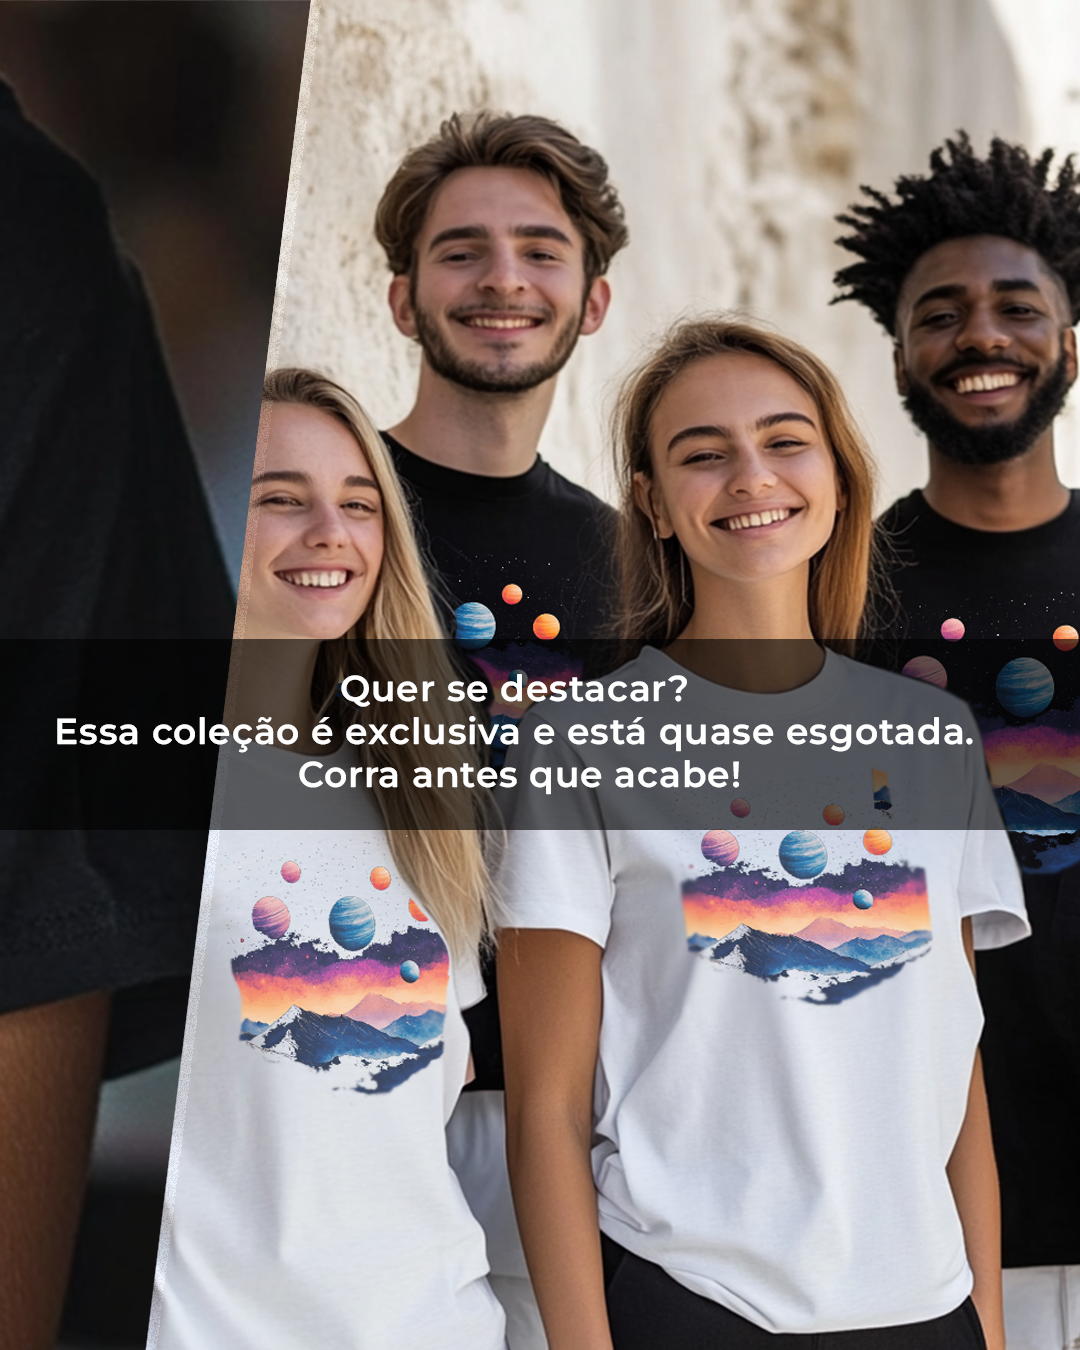 Quer se destacar?
Essa coleção é exclusiva e está quase esgotada.
Corra antes que acabe!